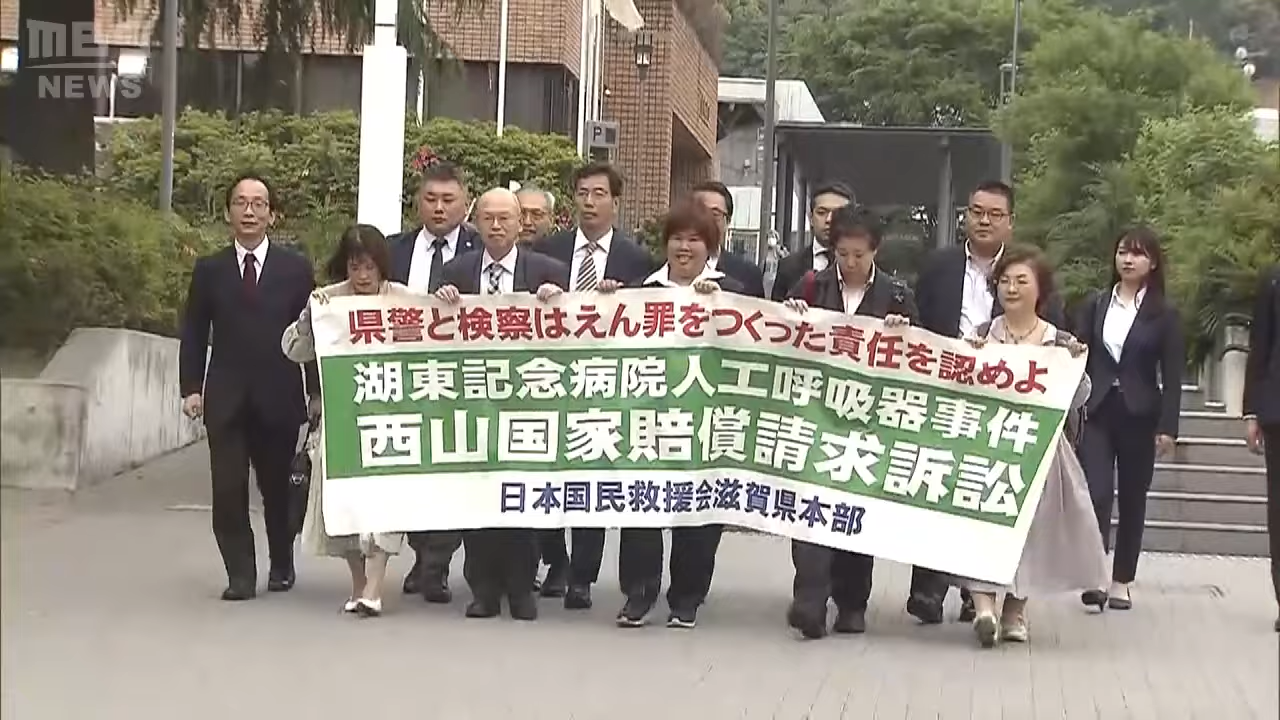 MBS
NEWS
P
県警と検察はえん罪をつくった責任を認めよ
湖東記念病院人工呼吸器事件
西山国家賠償請求訴訟
日本国民救援会滋賀県本部